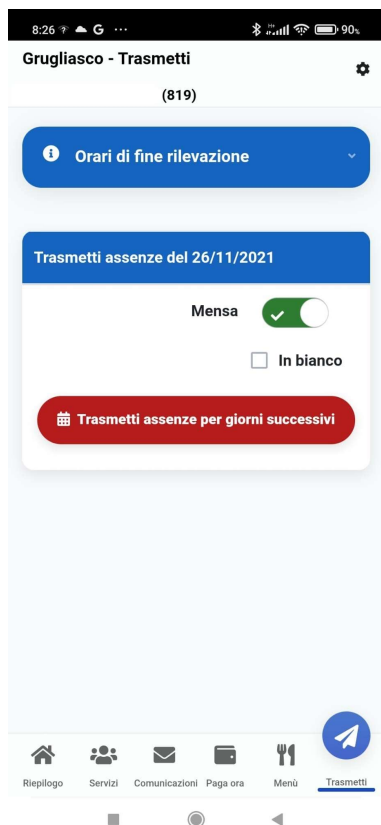 8:26 G ... 90%
Grugliasco - Trasmetti
(819)
Orari di fine rilevazione
Trasmetti assenze del 26/11/2021
Mensa
In bianco
Trasmetti assenze per giorni successivi
Riepilogo Servizi Comunicazioni Paga ora Menù Trasmetti